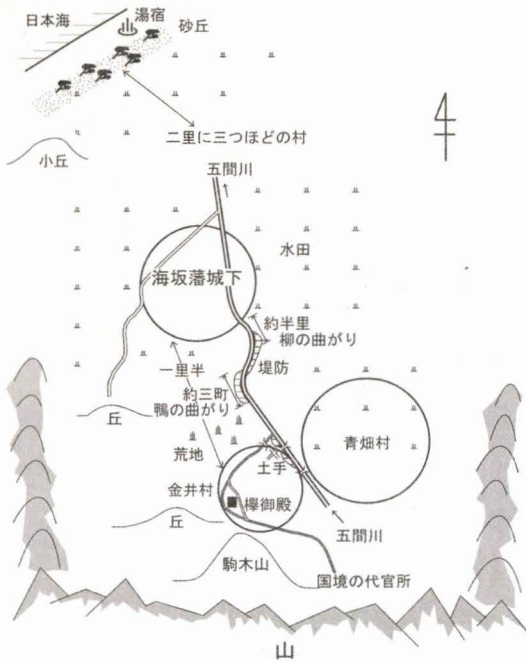 日本海
湯宿
砂丘
二里に三つほどの村
小丘
五間川
水田
海坂藩城下
約半里
柳の曲がり
堤防
一里半
約三町
鴨の曲がり
丘
青畑村
荒地
土手
金井村
欅御殿
丘
五間川
駒木山
国境の代官所
山